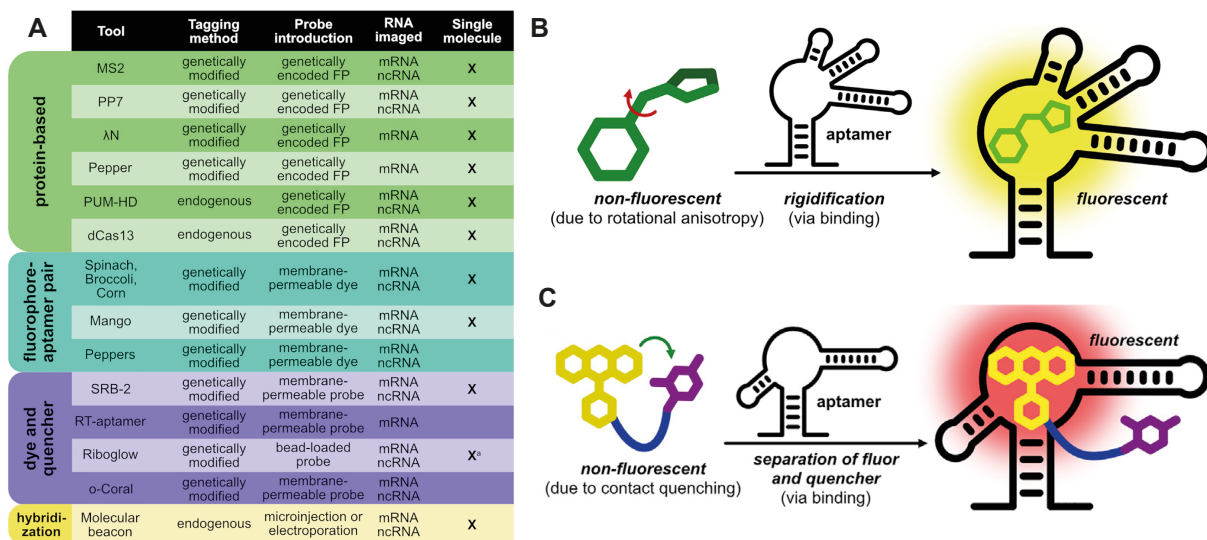 A
Tool
Tagging
method
Probe
introduction
RNA
imaged
Single
molecule
protein-based
MS2
genetically
modified
genetically
encoded FP
mRNA
ncRNA
X
PP7
genetically
modified
genetically
encoded FP
mRNA
ncRNA
X
λN
genetically
modified
genetically
encoded FP
mRNA
X
Pepper
genetically
modified
genetically
encoded FP
mRNA
X
PUM-HD
endogenous
genetically
encoded FP
mRNA
ncRNA
X
dCas13
endogenous
genetically
encoded FP
mRNA
ncRNA
X
fluorophore-
aptamer pair
Spinach,
Broccoli,
Corn
genetically
modified
membrane-
permeable dye
mRNA
ncRNA
X
Mango
genetically
modified
membrane-
permeable dye
mRNA
ncRNA
X
Peppers
genetically
modified
membrane-
permeable dye
mRNA
ncRNA
dye and
quencher
SRB-2
genetically
modified
membrane-
permeable probe
mRNA
ncRNA
X
RT-aptamer
genetically
modified
membrane-
permeable probe
mRNA
Riboglow
genetically
modified
bead-loaded
probe
mRNA
ncRNA
Xᵃ
o-Coral
genetically
modified
membrane-
permeable probe
mRNA
ncRNA
hybridi-
zation
Molecular
beacon
endogenous
microinjection or
electroporation
mRNA
ncRNA
X
B
aptamer
non-fluorescent
(due to rotational anisotropy)
rigidification
(via binding)
fluorescent
C
aptamer
non-fluorescent
(due to contact quenching)
separation of fluor
and quencher
(via binding)
fluorescent